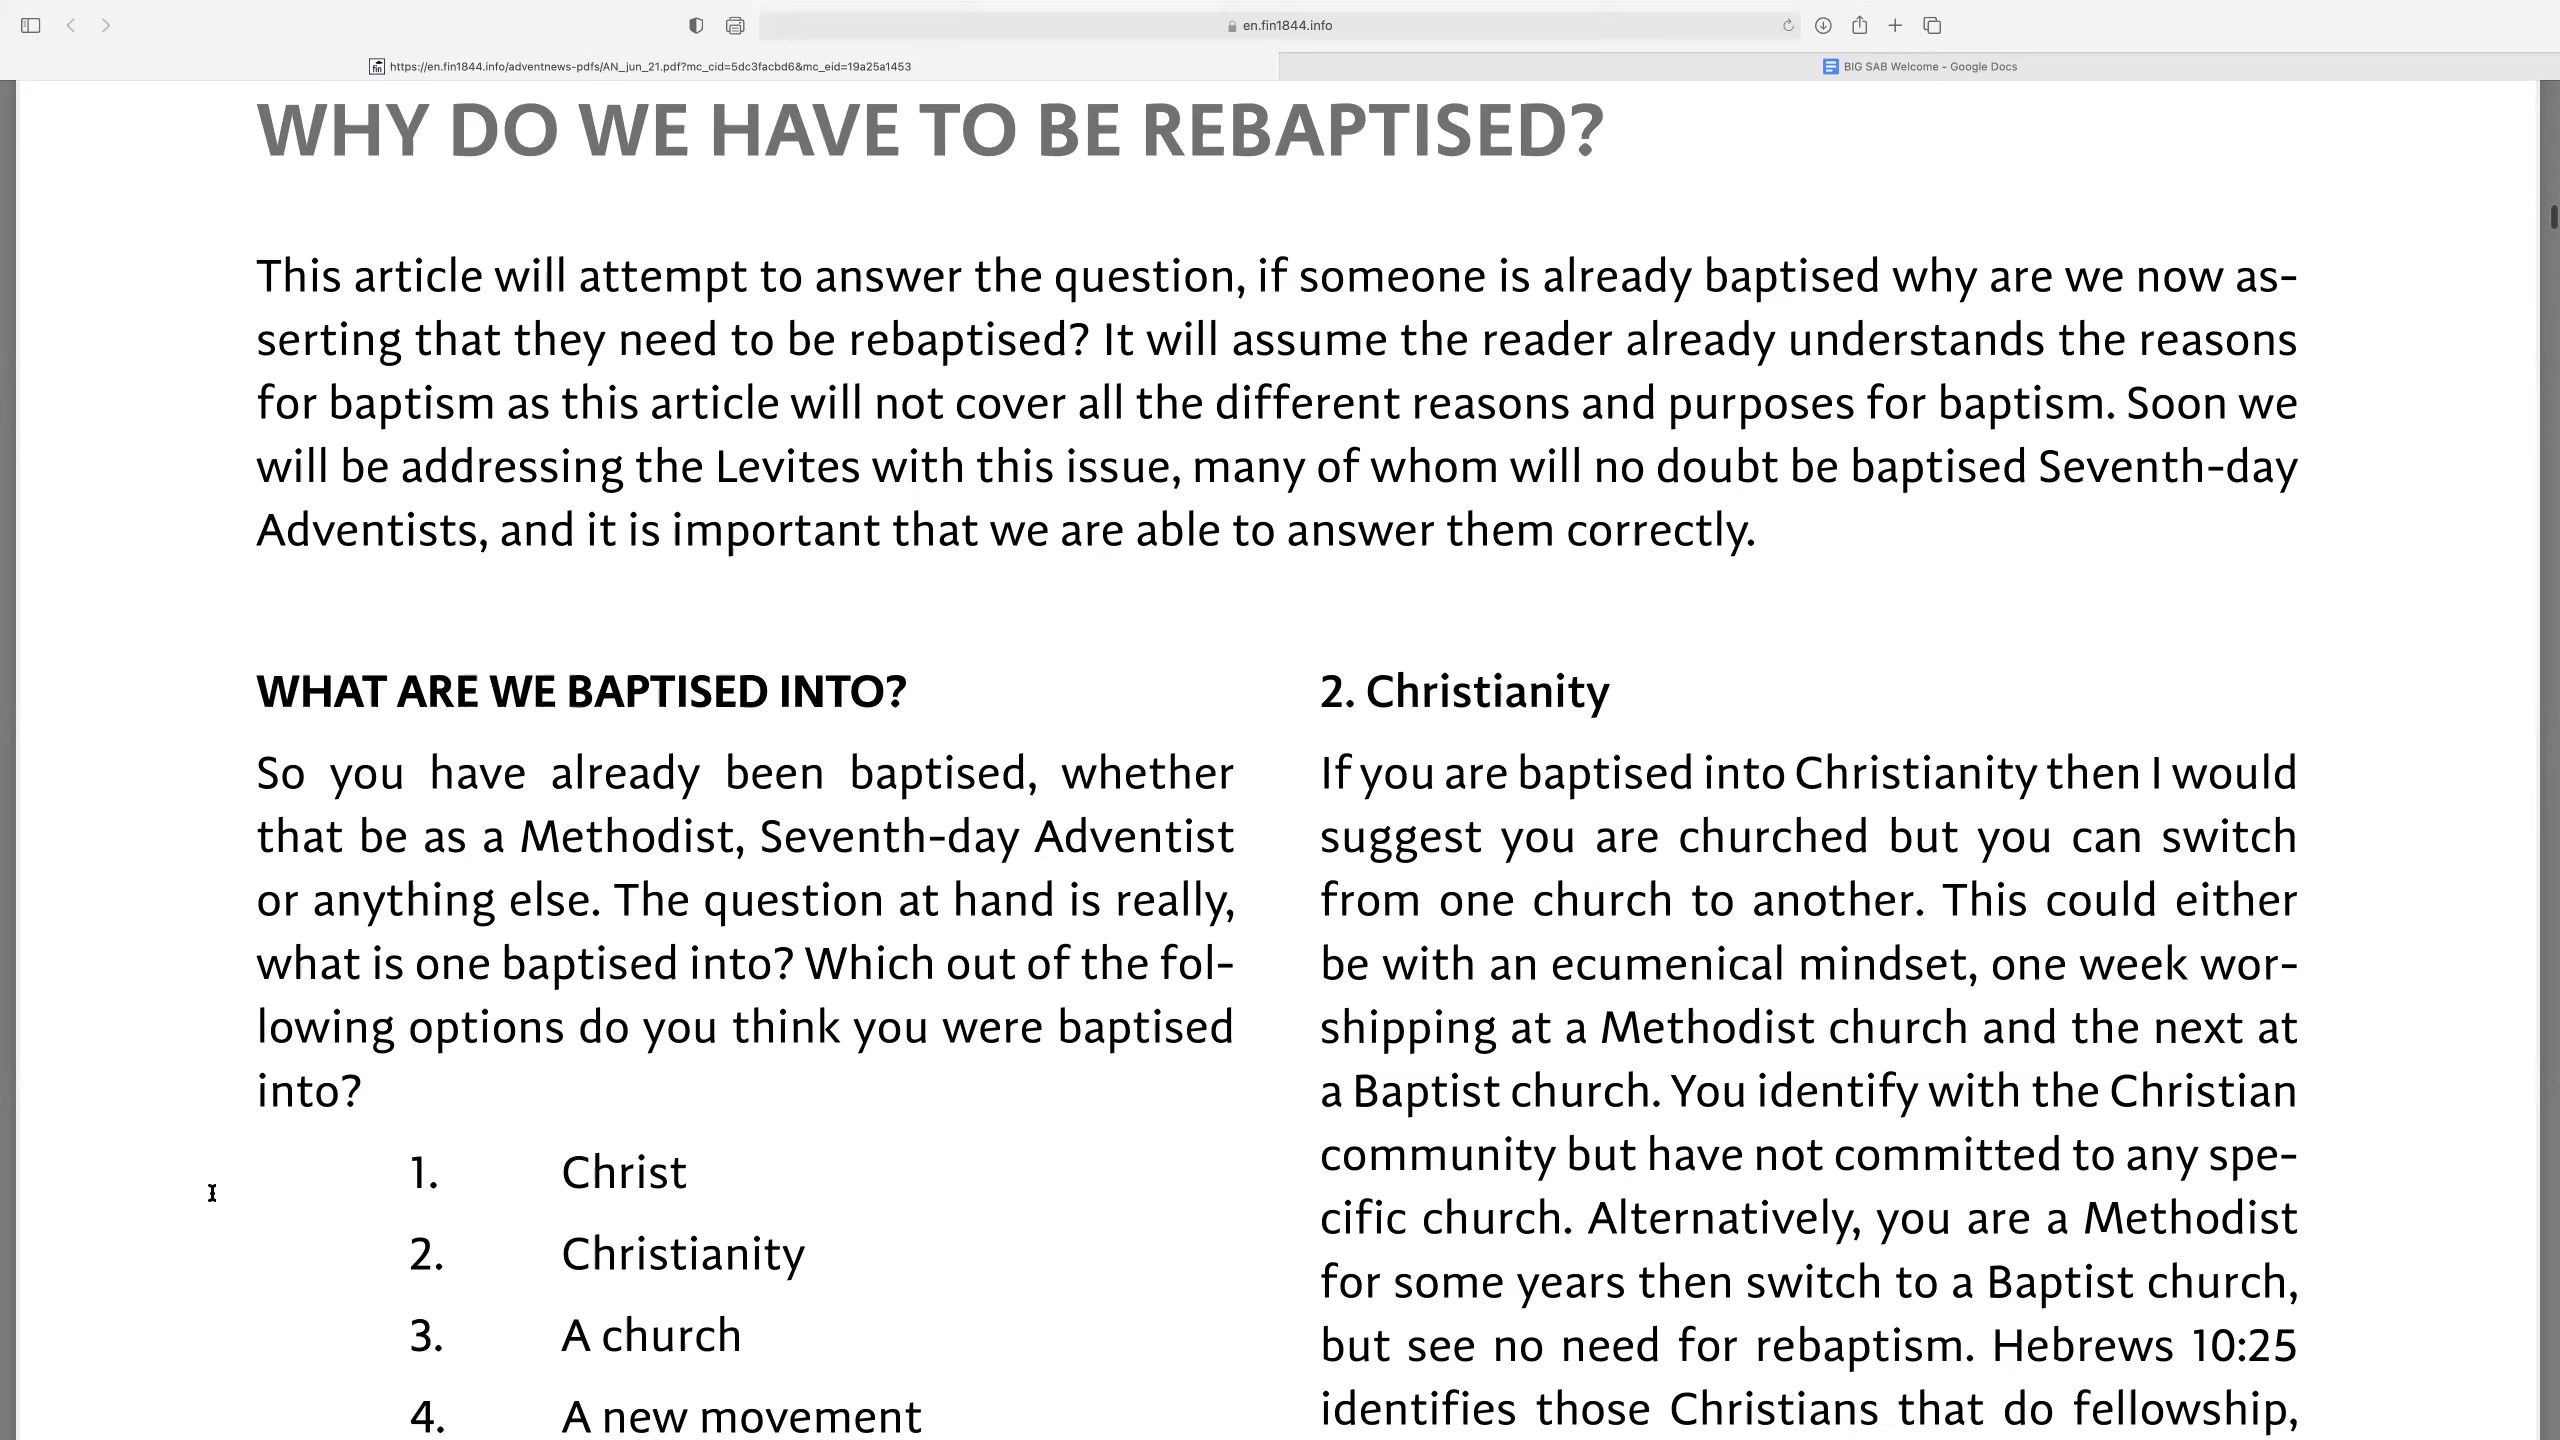 en.fin1844.info
https://en.fin1844.info/adventnews-pdfs/AN_jun_21.pdf?mc_cid=5dc3facbd6&mc_eid=19a25a1453
BIG SAB Welcome - Google Docs
WHY DO WE HAVE TO BE REBAPTISED?
This article will attempt to answer the question, if someone is already baptised why are we now as-
serting that they need to be rebaptised? It will assume the reader already understands the reasons
for baptism as this article will not cover all the different reasons and purposes for baptism. Soon we
will be addressing the Levites with this issue, many of whom will no doubt be baptised Seventh-day
Adventists, and it is important that we are able to answer them correctly.
WHAT ARE WE BAPTISED INTO?
So you have already been baptised, whether
that be as a Methodist, Seventh-day Adventist
or anything else. The question at hand is really,
what is one baptised into? Which out of the fol-
lowing options do you think you were baptised
into?
1. Christ
2. Christianity
3. A church
4. A new movement
2. Christianity
If you are baptised into Christianity then I would
suggest you are churched but you can switch
from one church to another. This could either
be with an ecumenical mindset, one week wor-
shipping at a Methodist church and the next at
a Baptist church. You identify with the Christian
community but have not committed to any spe-
cific church. Alternatively, you are a Methodist
for some years then switch to a Baptist church,
but see no need for rebaptism. Hebrews 10:25
identifies those Christians that do fellowship,